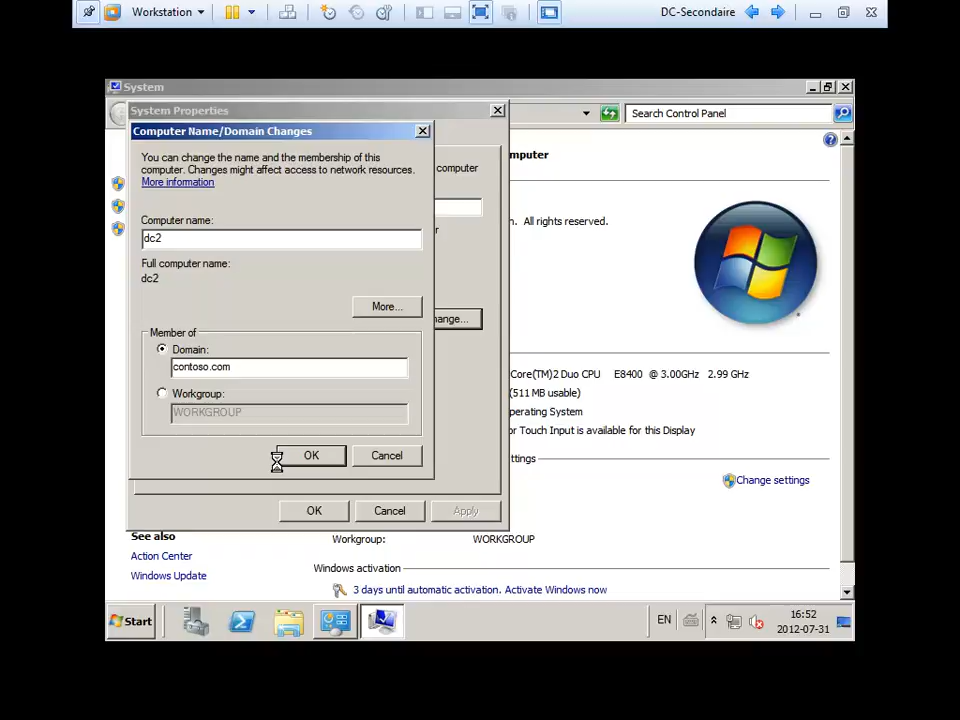 Workstation
DC-Secondaire
System
System Properties
Search Control Panel
Computer Name/Domain Changes
You can change the name and the membership of this
computer. Changes might affect access to network resources.
More information
computer
mputer
Computer name:
dc2
. All rights reserved.
Full computer name:
dc2
More...
ange...
Member of
Domain:
contoso.com
Workgroup:
WORKGROUP
Core(TM)2 Duo CPU E8400 @ 3.00GHz 2.99 GHz
(511 MB usable)
perating System
or Touch Input is available for this Display
OK
Cancel
ttings
Change settings
OK
Cancel
Apply
See also
Action Center
Windows Update
Workgroup:
WORKGROUP
Windows activation
3 days until automatic activation. Activate Windows now
Start
EN
16:52
2012-07-31